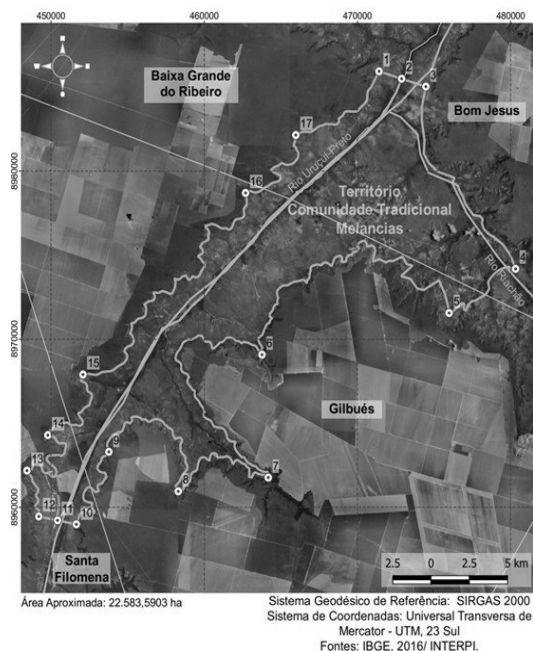 450000 460000 470000 480000
8980000
8970000
8960000
Baixa Grande
do Ribeiro
Bom Jesus
1
2
3
17
Rio Uruçuí-Preto
16
Território
Comunidade Tradicional
Melancias
Rio Riachão
4
5
6
15
Gilbués
14
9
7
13
8
12
11
10
Santa
Filomena
2.5 0 2.5 5 km
Área Aproximada: 22.583,5903 ha
Sistema Geodésico de Referência: SIRGAS 2000
Sistema de Coordenadas: Universal Transversa de
Mercator - UTM, 23 Sul
Fontes: IBGE, 2016/ INTERPI.